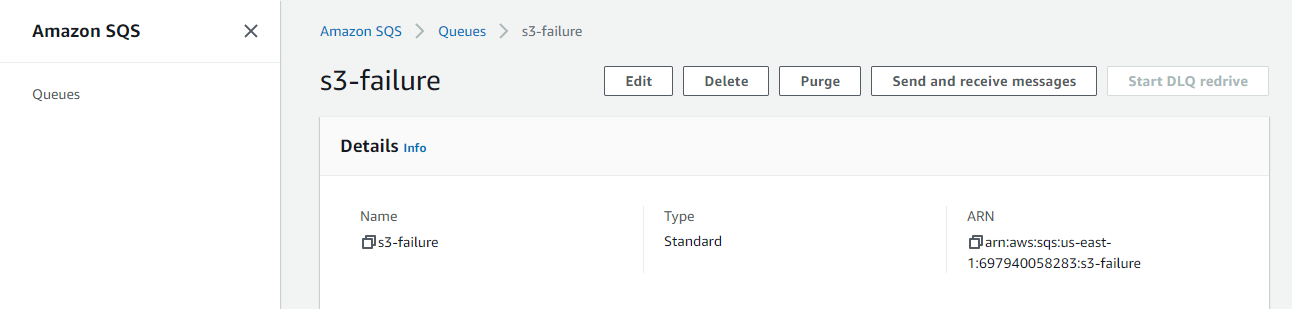 Amazon SQS
Queues
Amazon SQS > Queues > s3-failure
s3-failure
Edit
Delete
Purge
Send and receive messages
Start DLQ redrive
Details Info
Name
s3-failure
Type
Standard
ARN
arn:aws:sqs:us-east-
1:697940058283:s3-failure